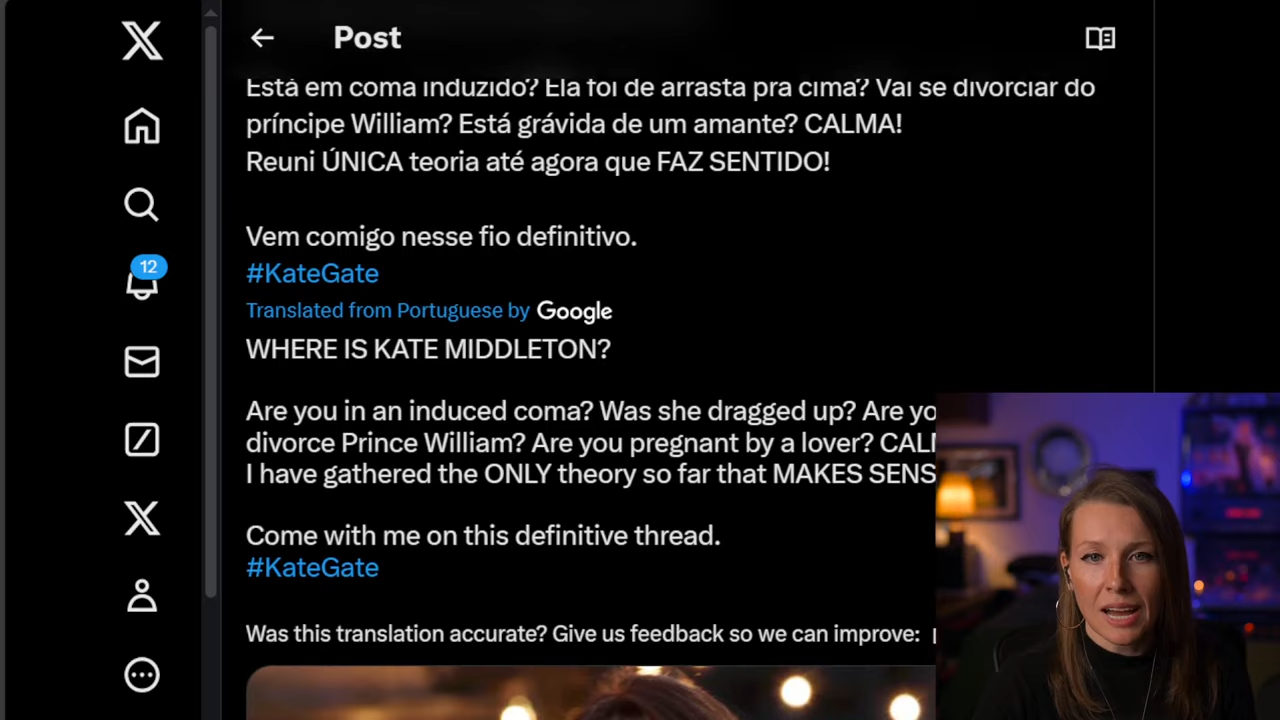 Post
Está em coma induzido? Ela foi de arrasta pra cima? Vai se divorciar do
príncipe William? Está grávida de um amante? CALMA!
Reuni ÚNICA teoria até agora que FAZ SENTIDO!
Vem comigo nesse fio definitivo.
#KateGate
12
Translated from Portuguese by Google
WHERE IS KATE MIDDLETON?
Are you in an induced coma? Was she dragged up? Are
divorce Prince William? Are you pregnant by a lover?
I have gathered the ONLY theory so far that MAKES
Come with me on this definitive thread.
#KateGate
Was this translation accurate? Give us feedback so we can improve: